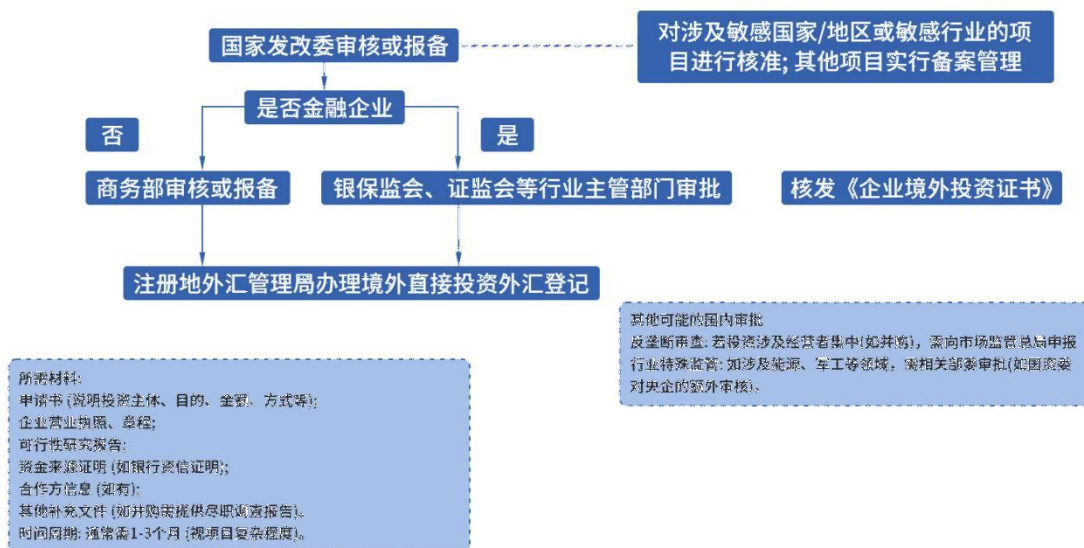 国家发改委审核或报备
对涉及敏感国家/地区或敏感行业的项
目进行核准; 其他项目实行备案管理
是否金融企业
否
是
商务部审核或报备
银保监会、证监会等行业主管部门审批
核发《企业境外投资证书》
注册地外汇管理局办理境外直接投资外汇登记
其他可能的国内审批
反垄断审查: 若投资涉及经营者集中(如并购)，需向市场监管总局申报
行业特殊监管: 如涉及能源、军工等领域，需相关部委审批(如国资委
对央企的额外审核)。
所需材料:
申请书 (说明投资主体、目的、金额、方式等);
企业营业执照、章程;
可行性研究报告;
资金来源证明 (如银行资信证明);
合作方信息 (如有);
其他补充文件 (如并购需提供尽职调查报告)。
时间周期: 通常需1-3个月 (视项目复杂程度)。